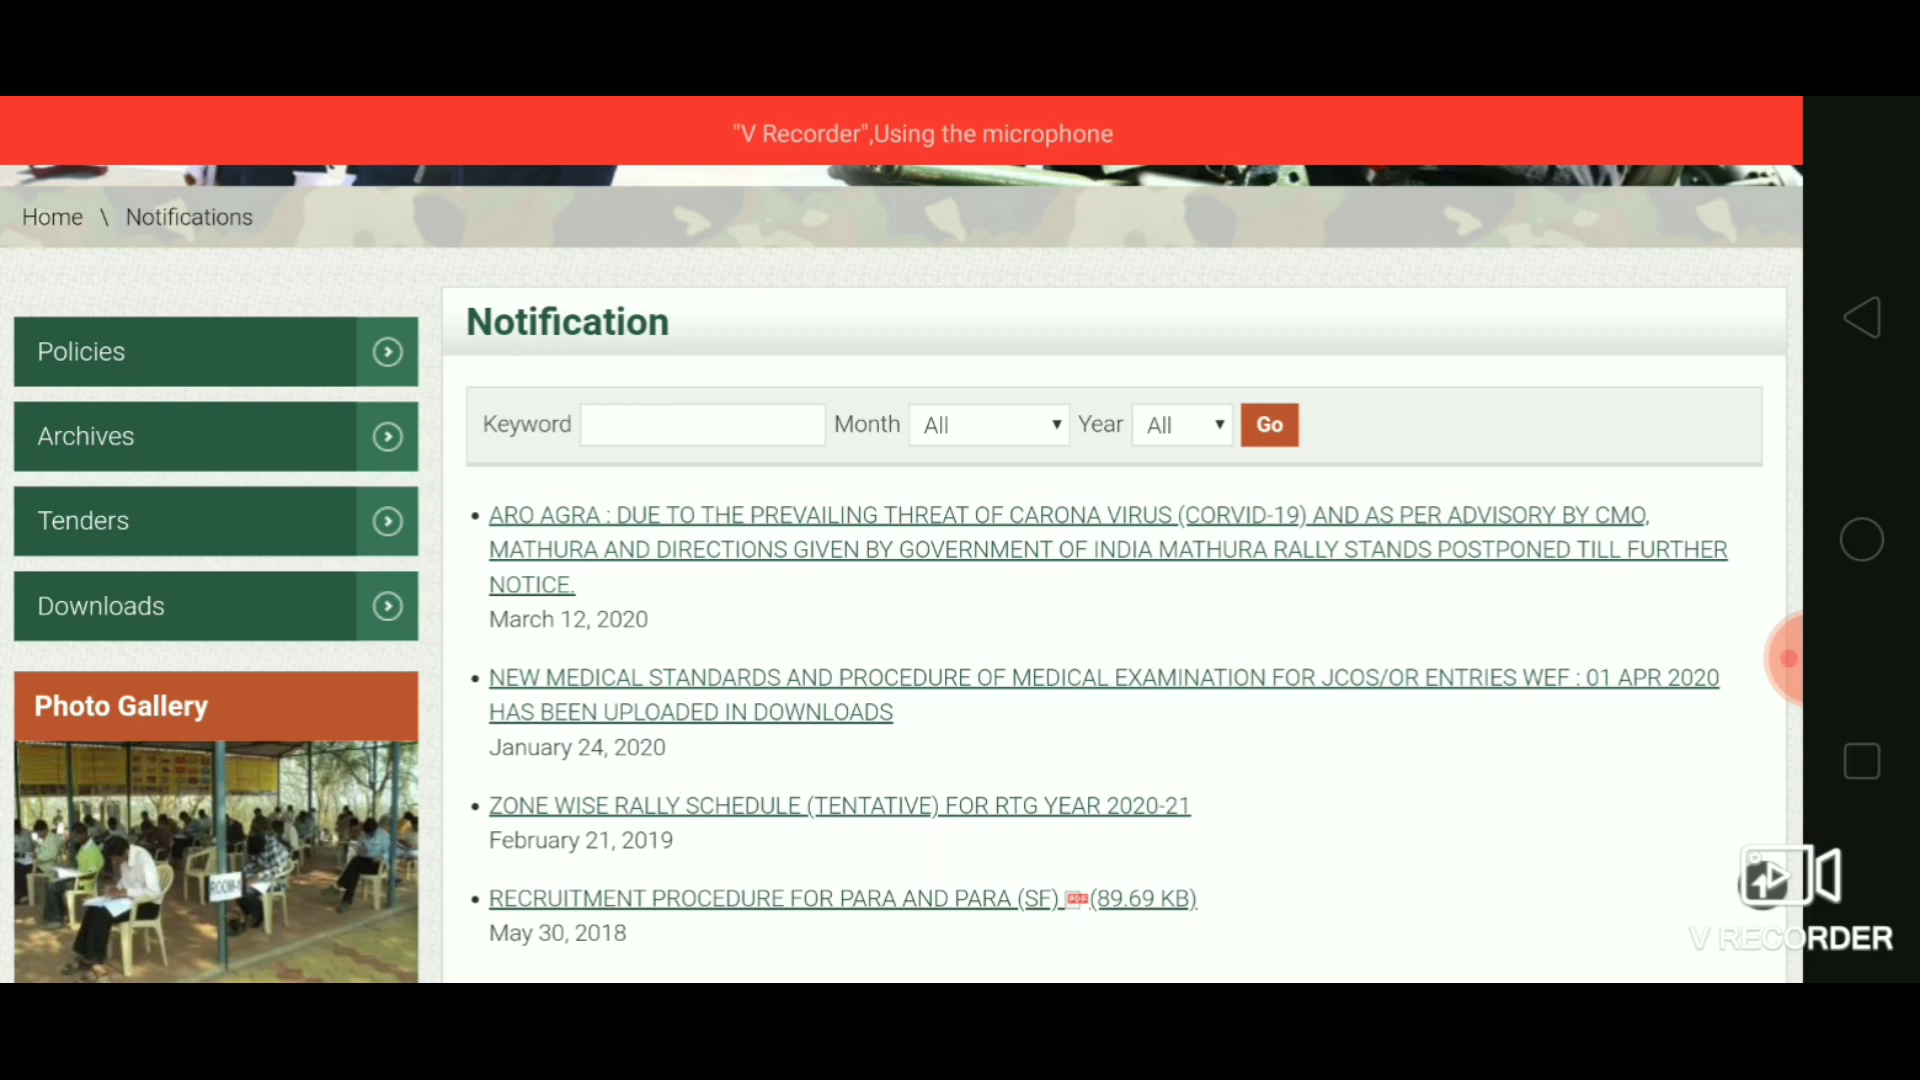 "V Recorder",Using the microphone
Home \ Notifications
Policies
Archives
Tenders
Downloads
Photo Gallery
ROOM-I
Notification
Keyword Month All Year All Go
• ARO AGRA : DUE TO THE PREVAILING THREAT OF CARONA VIRUS (CORVID-19) AND AS PER ADVISORY BY CMO,
MATHURA AND DIRECTIONS GIVEN BY GOVERNMENT OF INDIA MATHURA RALLY STANDS POSTPONED TILL FURTHER
NOTICE.
March 12, 2020
• NEW MEDICAL STANDARDS AND PROCEDURE OF MEDICAL EXAMINATION FOR JCOS/OR ENTRIES WEF : 01 APR 2020
HAS BEEN UPLOADED IN DOWNLOADS
January 24, 2020
• ZONE WISE RALLY SCHEDULE (TENTATIVE) FOR RTG YEAR 2020-21
February 21, 2019
• RECRUITMENT PROCEDURE FOR PARA AND PARA (SF) PDF (89.69 KB)
May 30, 2018
V RECORDER